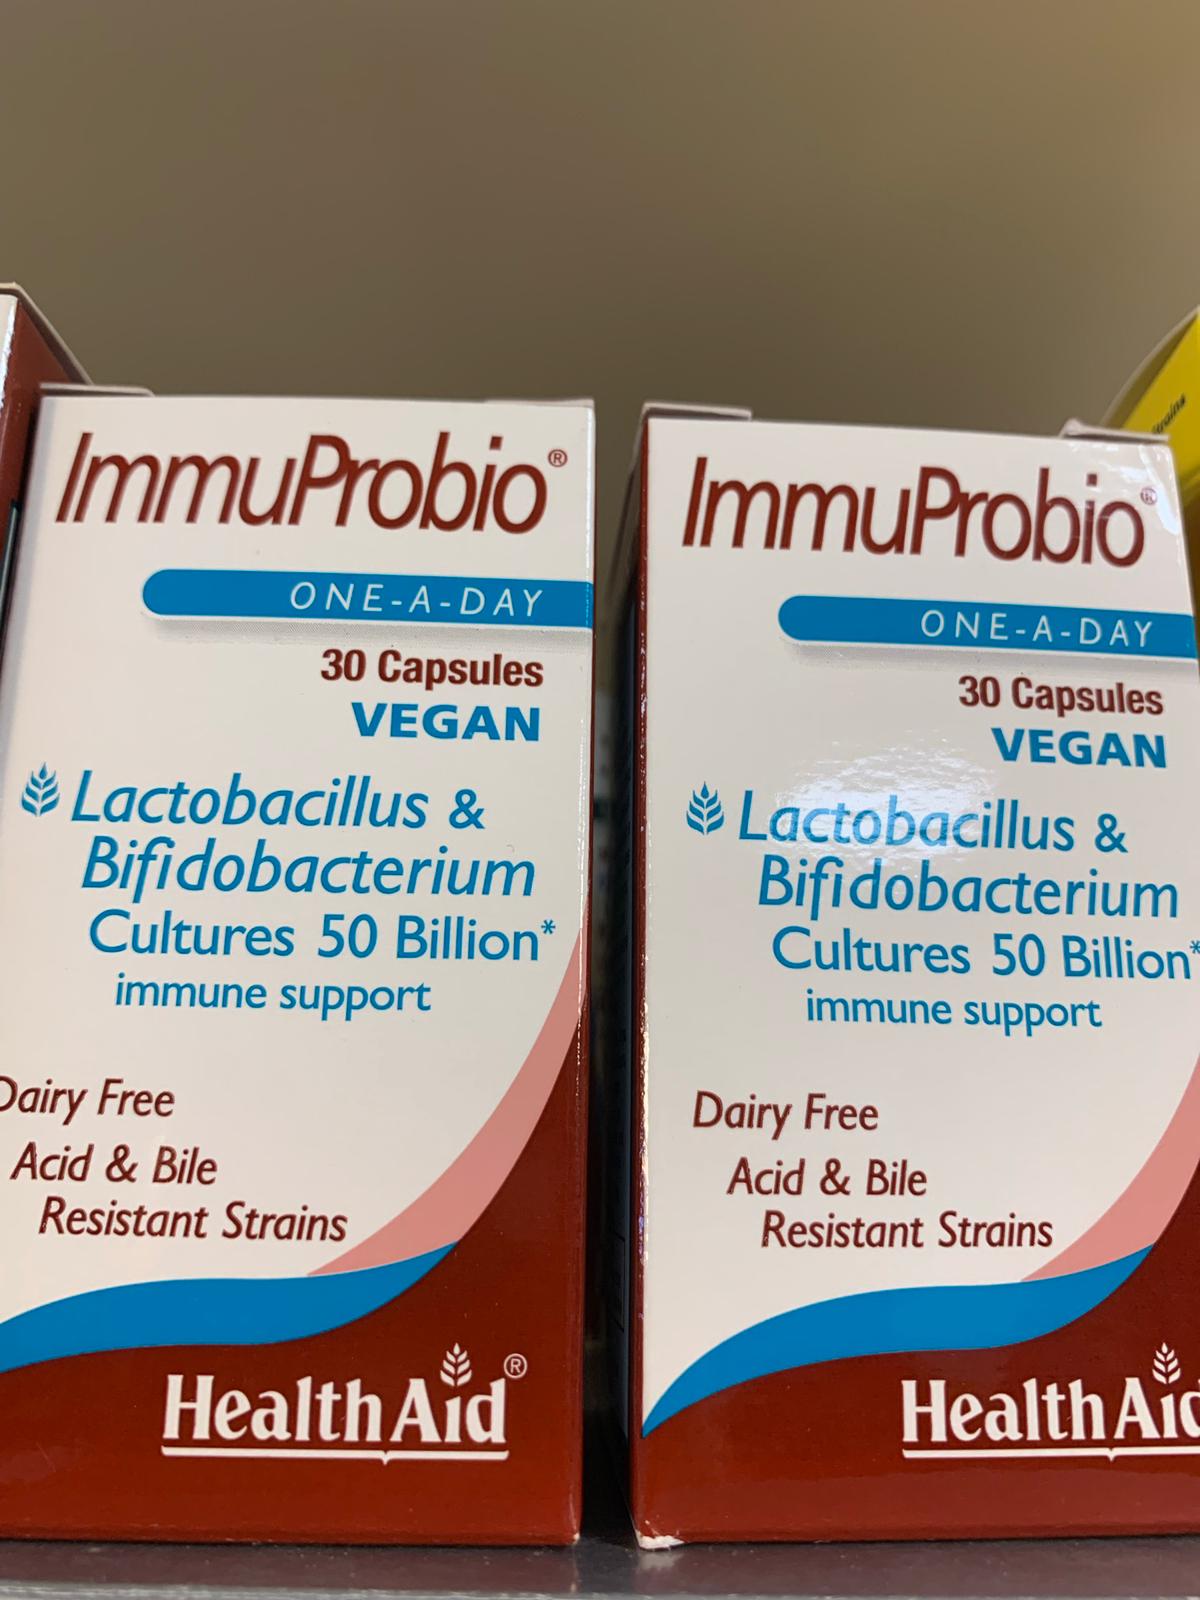 ImmuProbio®
ONE-A-DAY
30 Capsules
VEGAN
Lactobacillus &
Bifidobacterium
Cultures 50 Billion*
immune support
Dairy Free
Acid & Bile
Resistant Strains
HealthAid®
ImmuProbio®
ONE-A-DAY
30 Capsules
VEGAN
Lactobacillus &
Bifidobacterium
Cultures 50 Billion*
immune support
Dairy Free
Acid & Bile
Resistant Strains
HealthAid